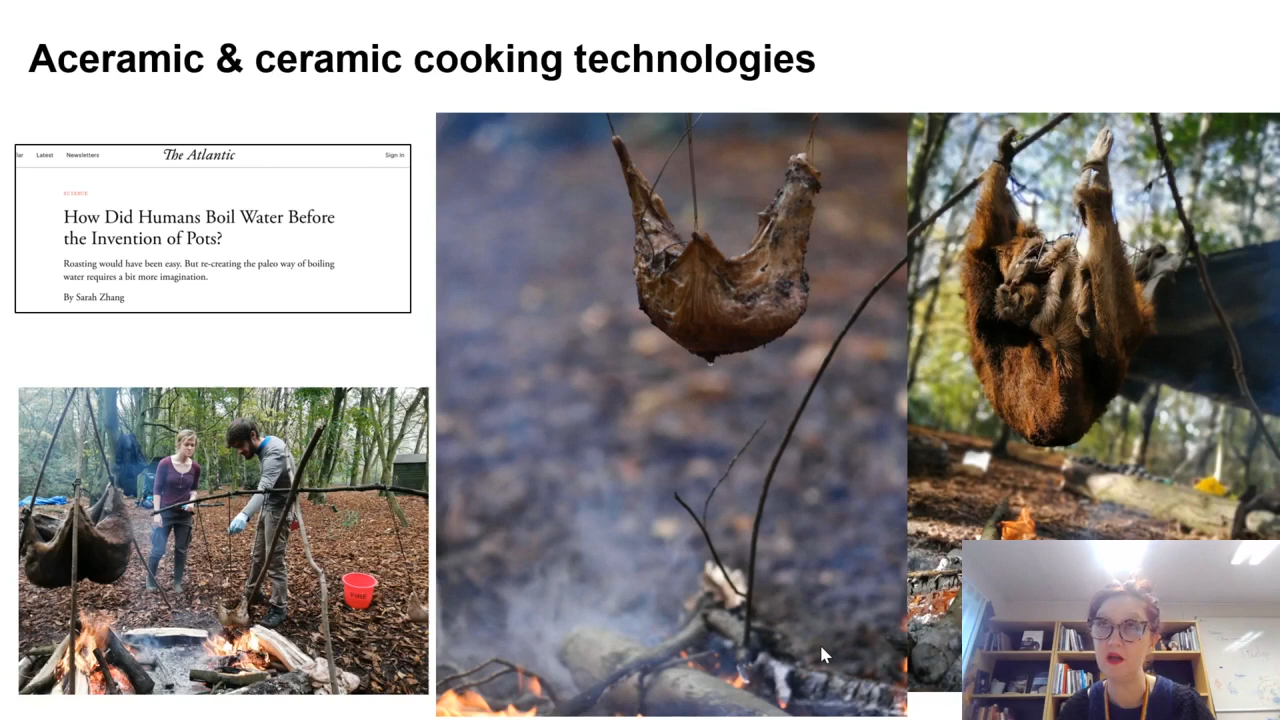 Aceramic & ceramic cooking technologies
lar Latest Newsletters The Atlantic Sign In
SCIENCE
How Did Humans Boil Water Before
the Invention of Pots?
Roasting would have been easy. But re-creating the paleo way of boiling
water requires a bit more imagination.
By Sarah Zhang